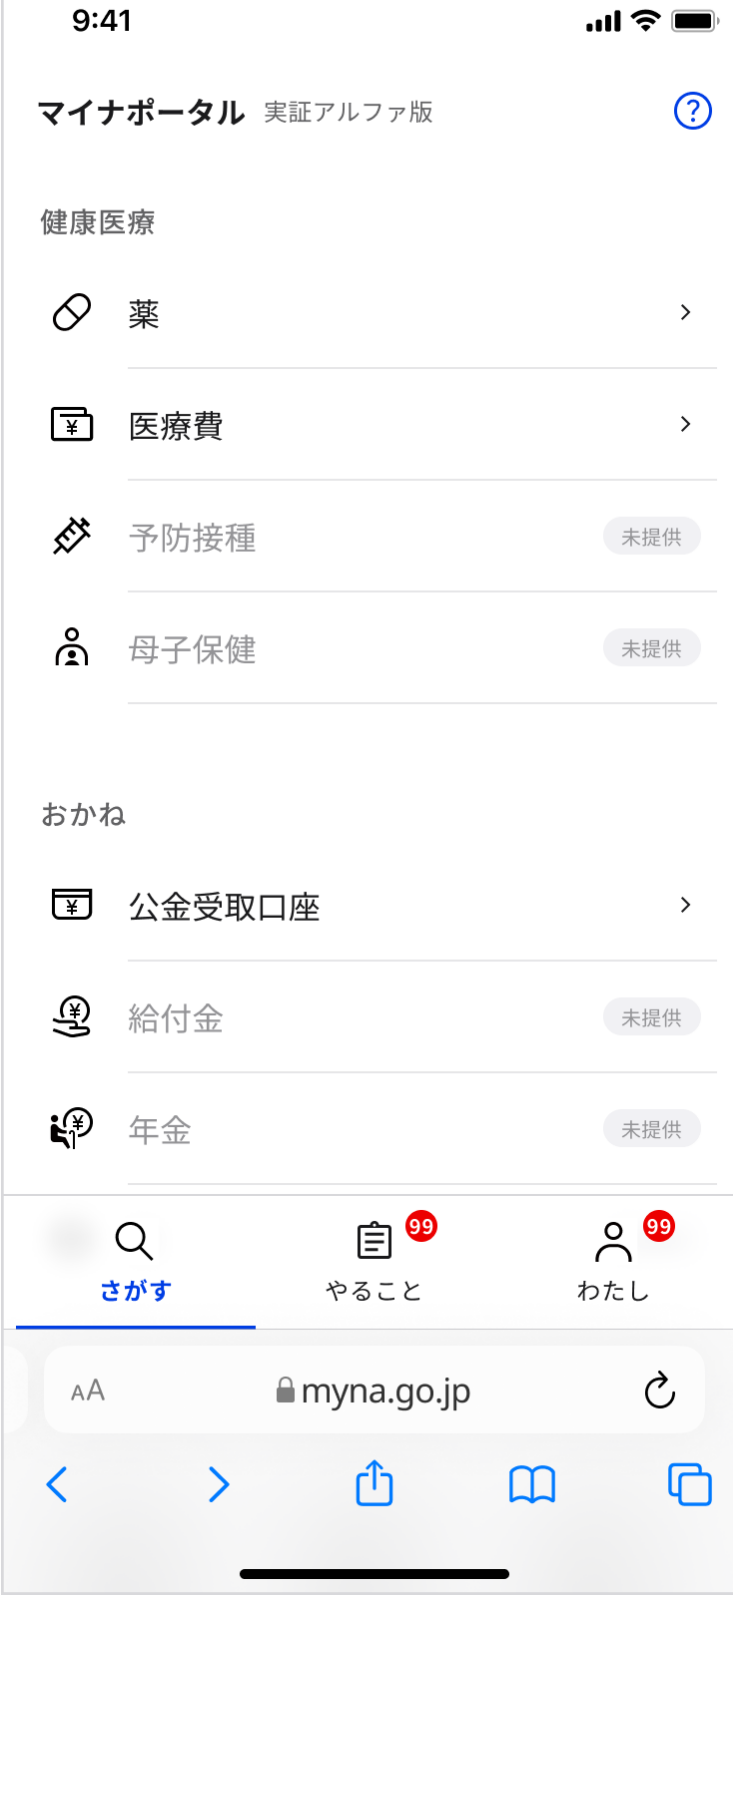 9:41
マイナポータル 実証アルファ版 ?
健康医療
薬
¥ 医療費
予防接種 未提供
母子保健 未提供
おかね
¥ 公金受取口座
¥ 給付金 未提供
¥ 年金 未提供
99 99
さがす やること わたし
AA myna.go.jp